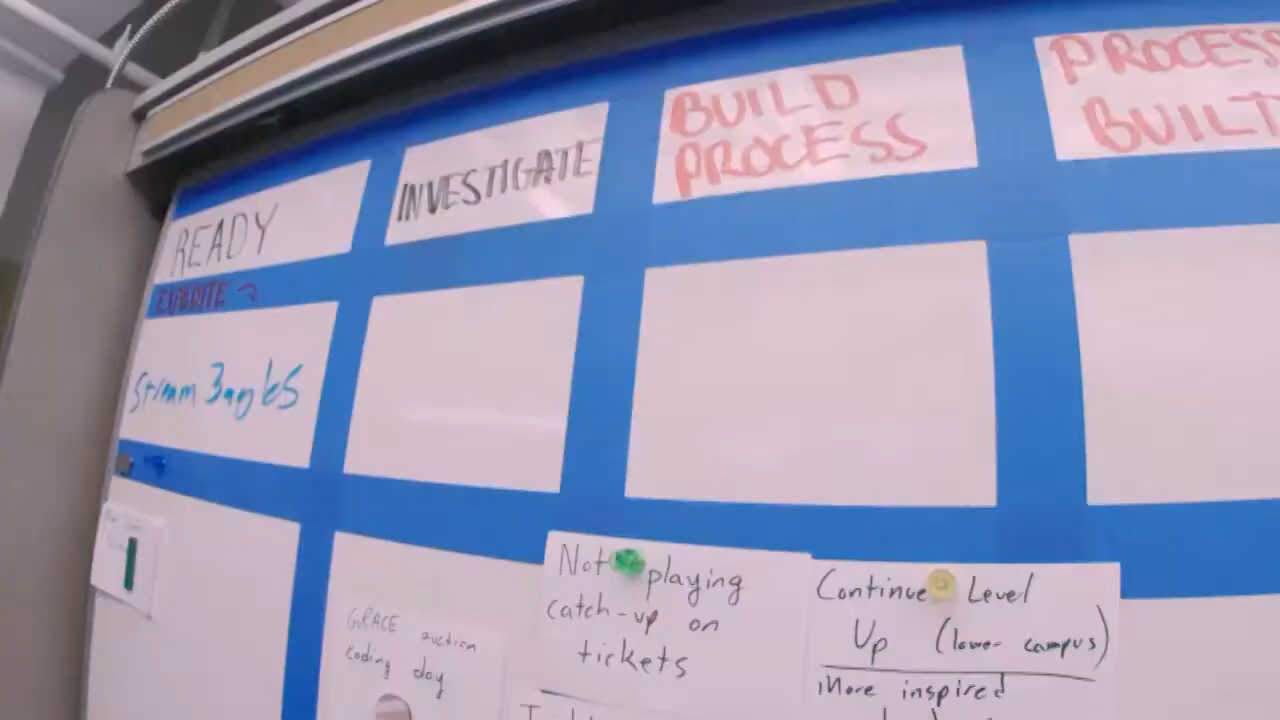 READY
INVESTIGATE
BUILD
PROCESS
PROCESS
BUILT
EXPEDITE
Stream 3angles
GRACE auction
coding day
Not playing
catch-up on
tickets
Continue Level
Up (lower campus)
More inspired